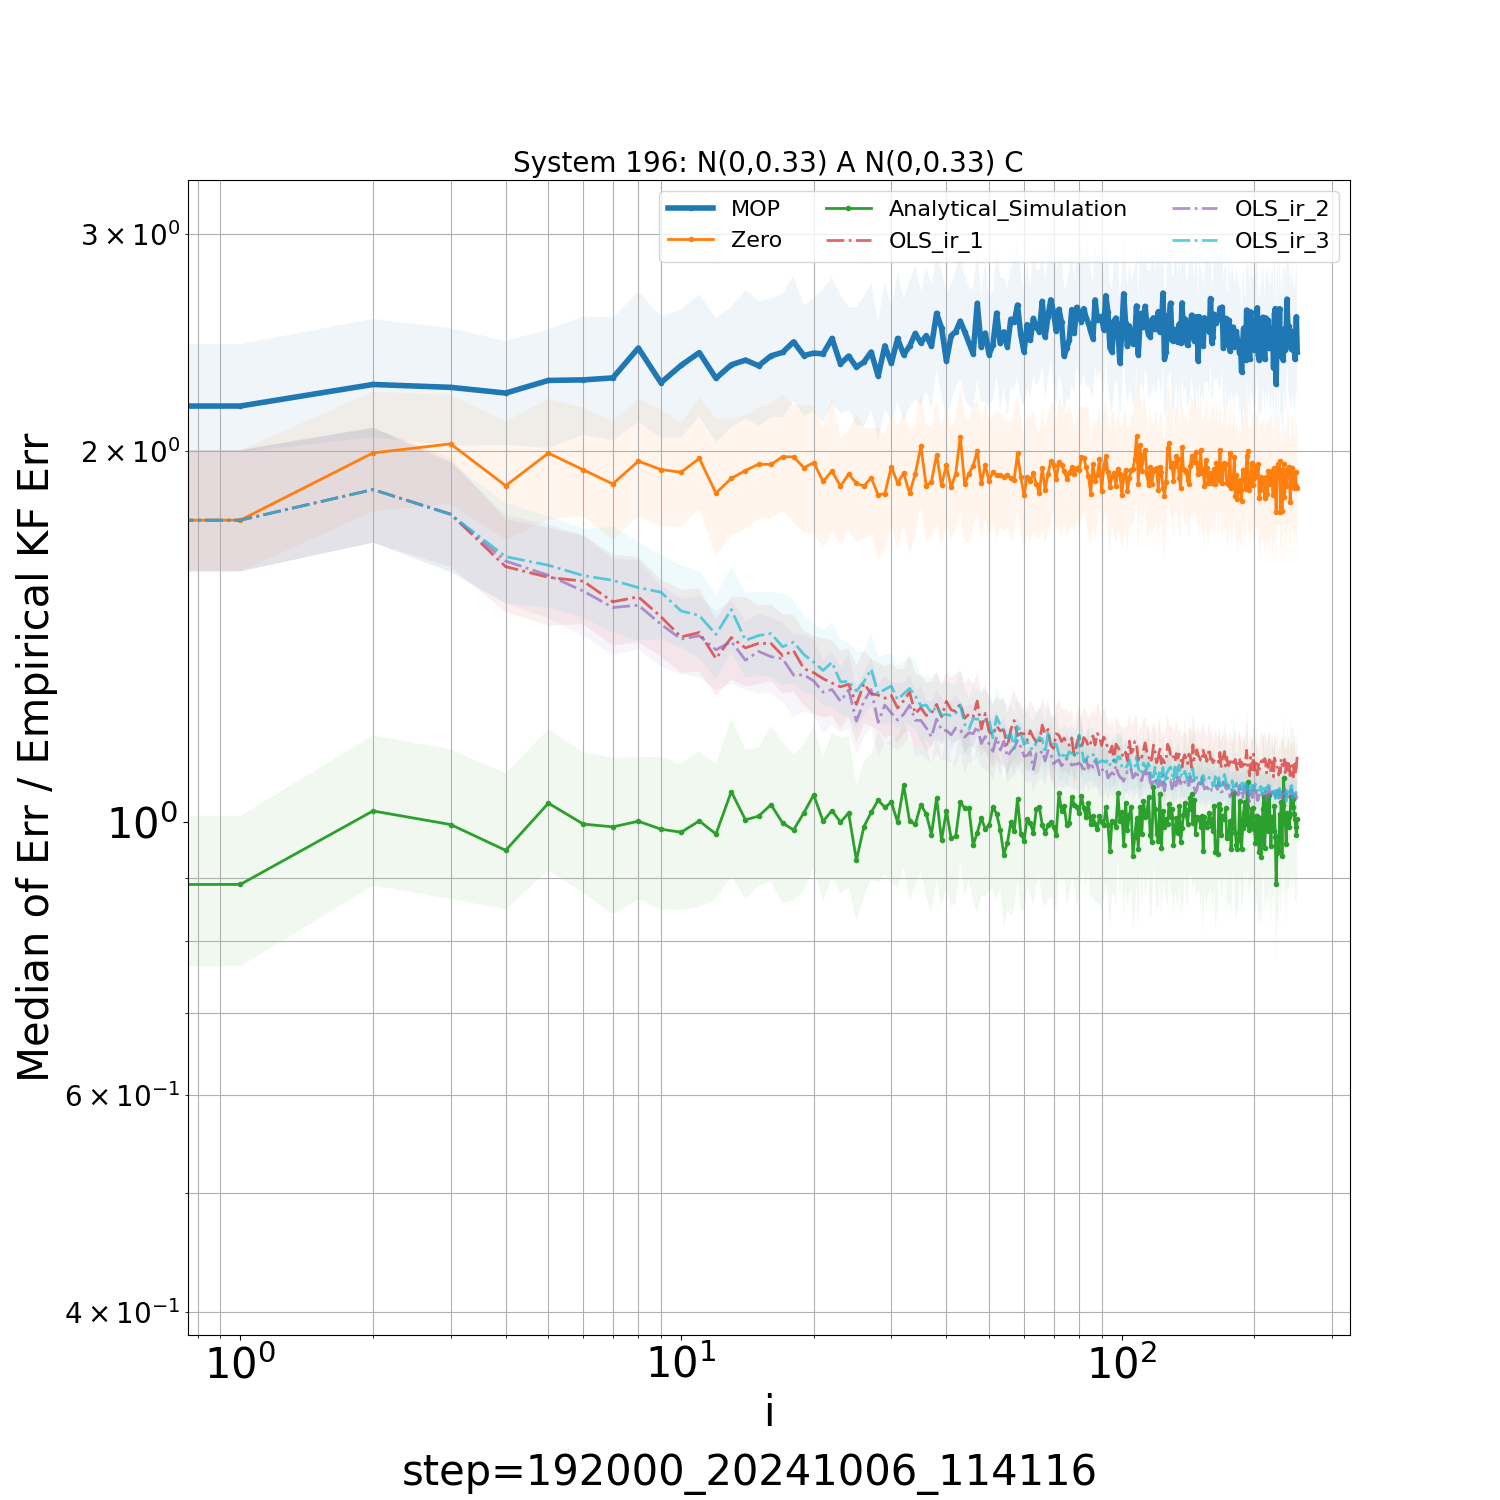 System 196: N(0,0.33) A N(0,0.33) C
MOP
Zero
Analytical_Simulation
OLS_ir_1
OLS_ir_2
OLS_ir_3
Median of Err / Empirical KF Err
3 × 10⁰
2 × 10⁰
10⁰
6 × 10⁻¹
4 × 10⁻¹
10⁰
10¹
10²
i
step=192000_20241006_114116